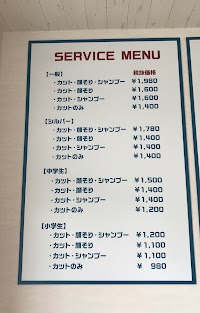 SERVICE MENU
【一般】 税抜価格
・カット・顔そり・シャンプー ¥1,980
・カット・顔そり ¥1,600
・カット・シャンプー ¥1,600
・カットのみ ¥1,400
【シルバー】
・カット・顔そり・シャンプー ¥1,780
・カット・顔そり ¥1,400
・カット・シャンプー ¥1,400
・カットのみ ¥1,400
【中学生】
・カット・顔そり・シャンプー ¥1,500
・カット・顔そり ¥1,400
・カット・シャンプー ¥1,400
・カットのみ ¥1,200
【小学生】
・カット・顔そり・シャンプー ¥1,200
・カット・顔そり ¥1,100
・カット・シャンプー ¥1,100
・カットのみ ¥ 980